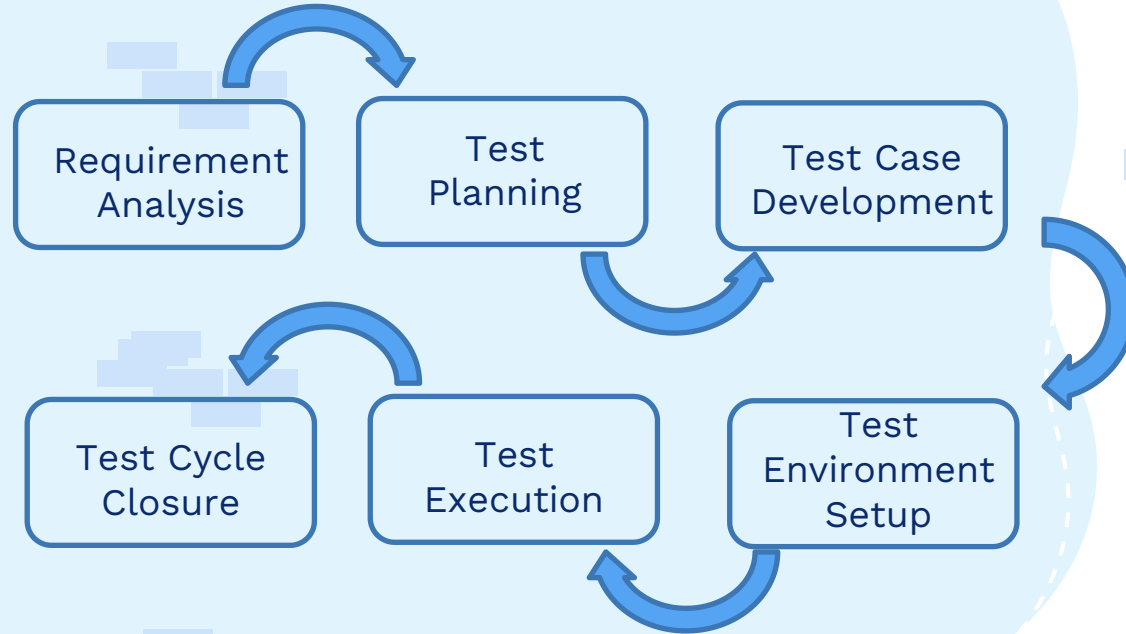 Requirement
Analysis
Test
Planning
Test Case
Development
Test
Environment
Setup
Test
Execution
Test Cycle
Closure